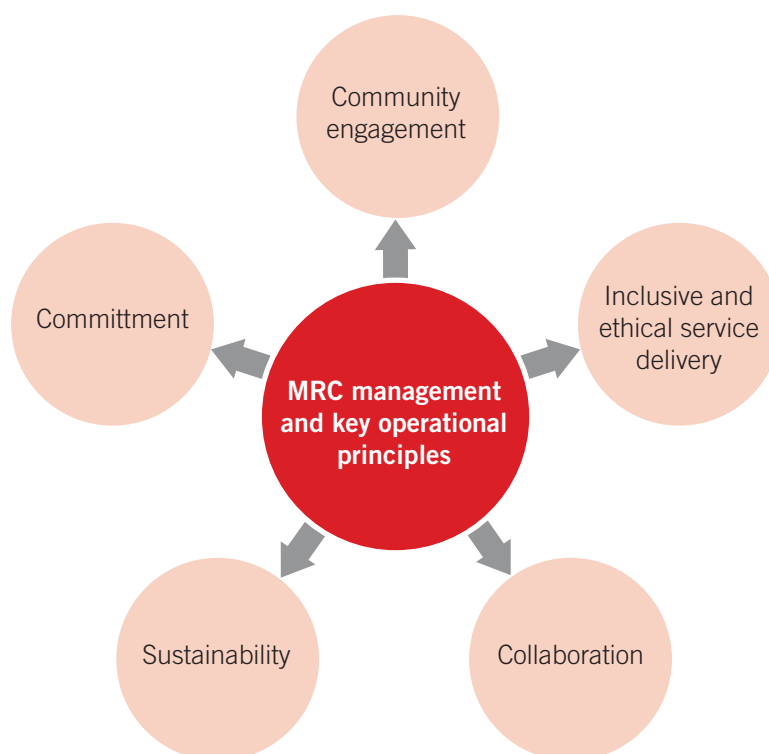 Community
engagement
Committment
Inclusive and
ethical service
delivery
MRC management
and key operational
principles
Sustainability
Collaboration